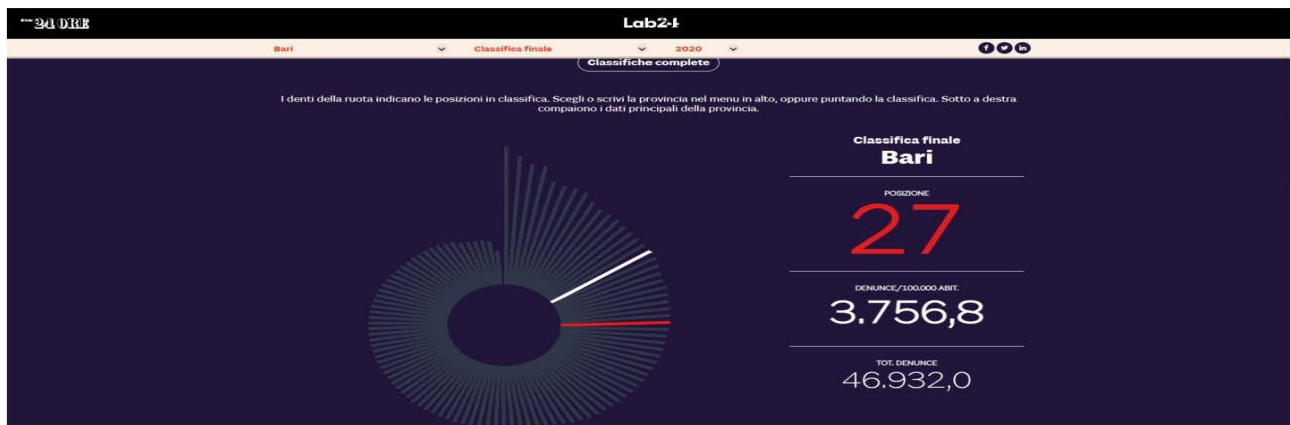 24 ORE
Lab24
Bari
Classifica finale
2020
Classifiche complete
I denti della ruota indicano le posizioni in classifica. Scegli o scrivi la provincia nel menu in alto, oppure puntando la classifica. Sotto a destra
compaiono i dati principali della provincia.
Classifica finale
Bari
POSIZIONE
27
DENUNCE/100.000 ABIT.
3.756,8
TOT. DENUNCE
46.932,0